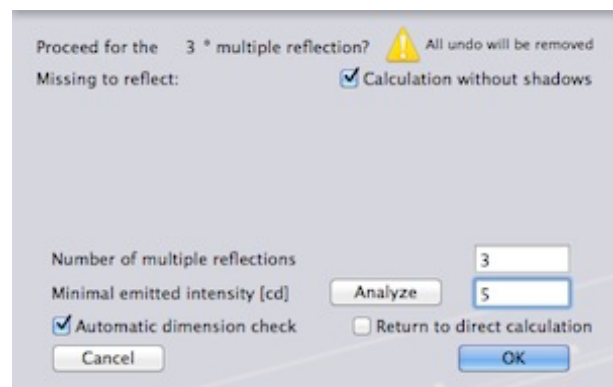 Proceed for the 3 ° multiple reflection? All undo will be removed
Missing to reflect: Calculation without shadows
Number of multiple reflections 3
Minimal emitted intensity [cd] Analyze 5
Automatic dimension check Return to direct calculation
Cancel OK